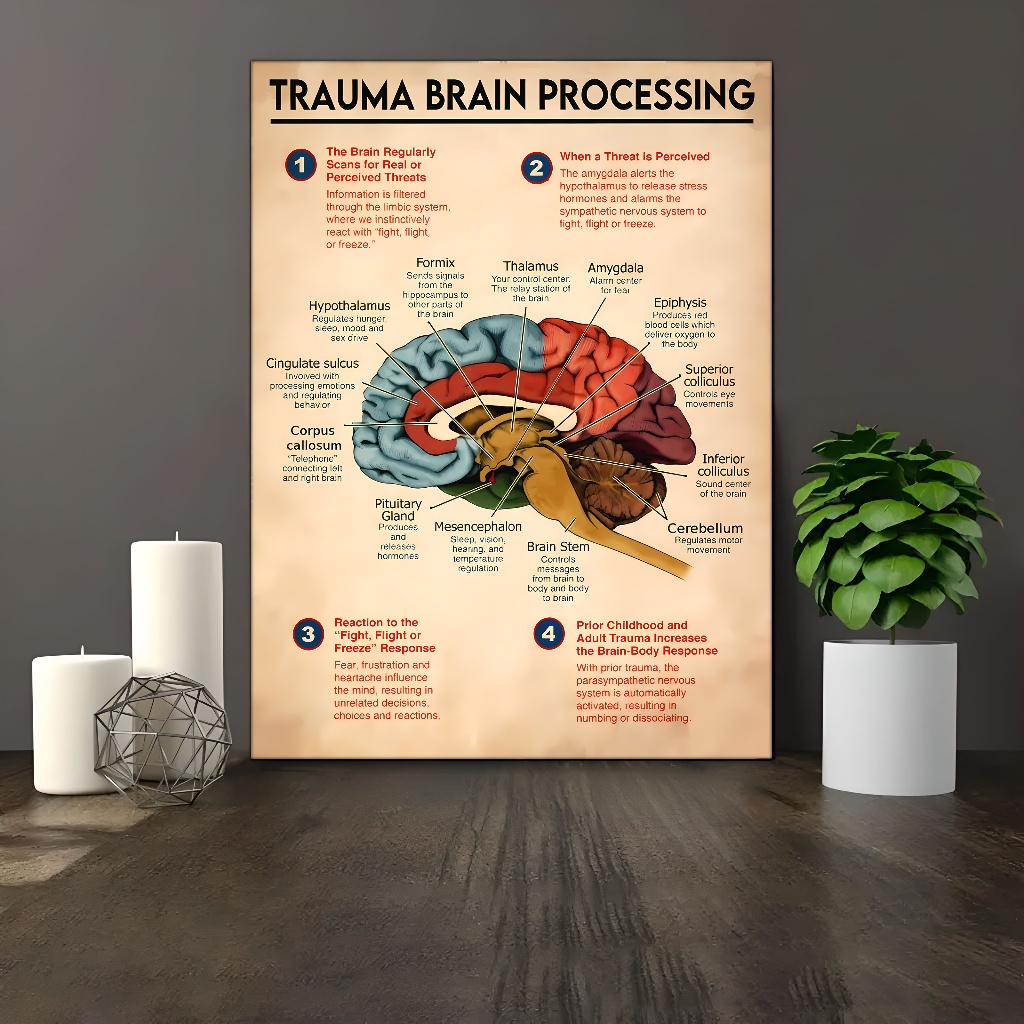 TRAUMA BRAIN PROCESSING
1
The Brain Regularly
Scans for Real or
Perceived Threats
Information is filtered
through the limbic system,
where we instinctively
react with "fight, flight,
or freeze."
2
When a Threat is Perceived
The amygdala alerts the
hypothalamus to release stress
hormones and alarms the
sympathetic nervous system to
fight, flight or freeze.
Formix
Sends signals
from the
hippocampus to
other parts of
the brain
Thalamus
Your control center.
The relay station of
the brain
Amygdala
Alarm center
for fear
Hypothalamus
Regulates hunger,
sleep, mood and
sex drive
Epiphysis
Produces red
blood cells which
deliver oxygen to
the body
Cingulate sulcus
Involved with
processing emotions
and regulating
behavior
Superior
colliculus
Controls eye
movements
Corpus
callosum
"Telephone"
connecting left
and right brain
Inferior
colliculus
Sound center
of the brain
Pituitary
Gland
Produces
and
releases
hormones
Mesencephalon
Sleep, vision,
hearing, and
temperature
regulation
Brain Stem
Controls
messages
from brain to
body and body
to brain
Cerebellum
Regulates motor
movement
3
Reaction to the
"Fight, Flight or
Freeze" Response
Fear, frustration and
heartache influence
the mind, resulting in
unrelated decisions,
choices and reactions.
4
Prior Childhood and
Adult Trauma Increases
the Brain-Body Response
With prior trauma, the
parasympathetic nervous
system is automatically
activated, resulting in
numbing or dissociating.